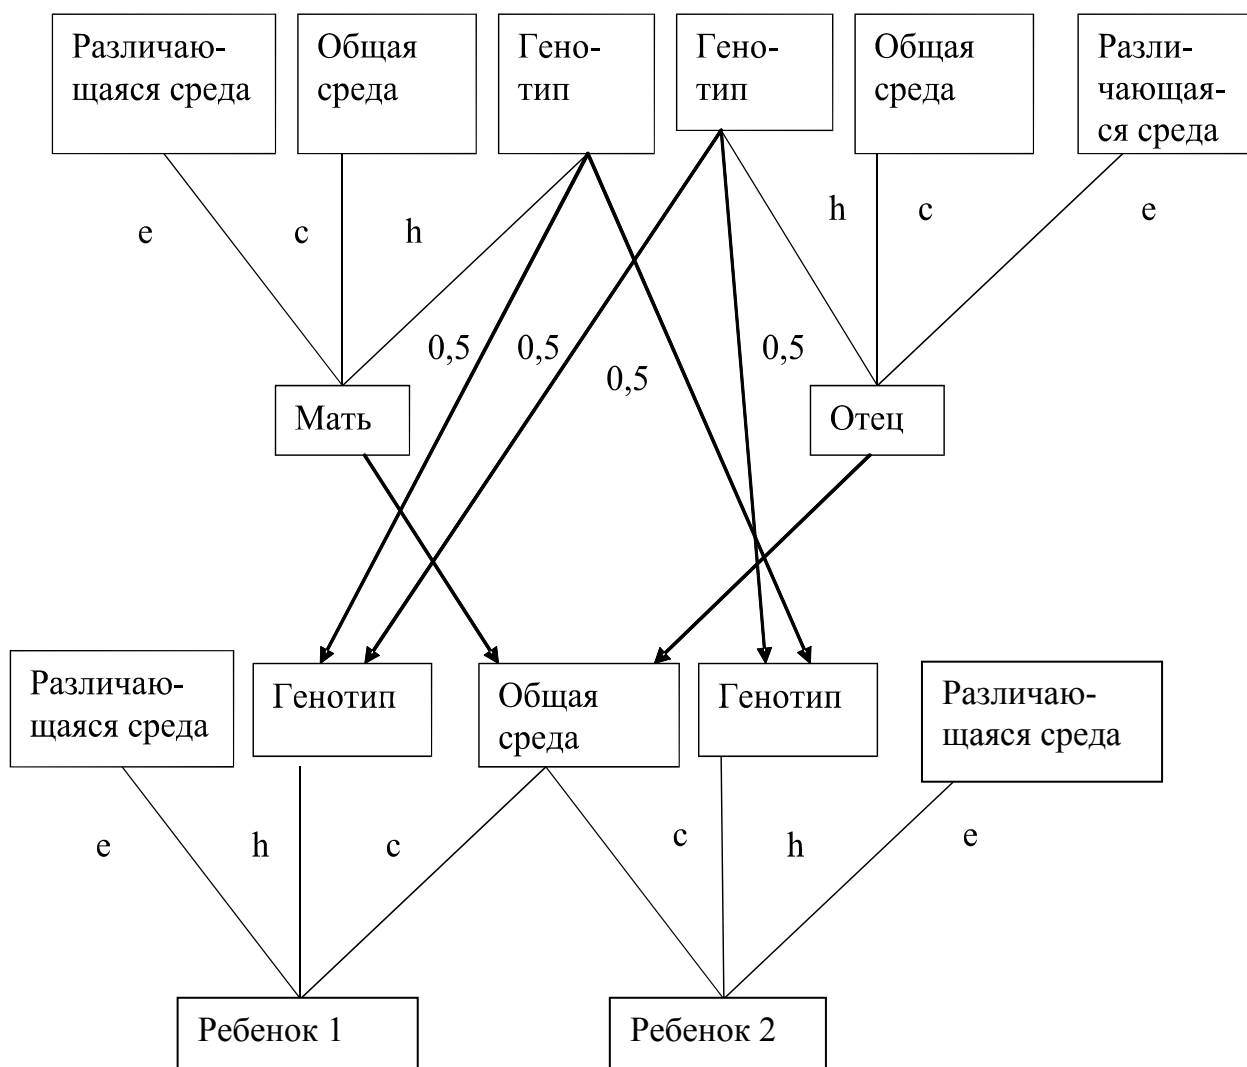 Различаю-
щаяся среда
Общая
среда
Гено-
тип
Гено-
тип
Общая
среда
Разли-
чающая-
ся среда
e
c
h
h
c
e
0,5
0,5
0,5
0,5
Мать
Отец
Различаю-
щаяся среда
Генотип
Общая
среда
Генотип
Различаю-
щаяся среда
e
h
c
c
h
e
Ребенок 1
Ребенок 2